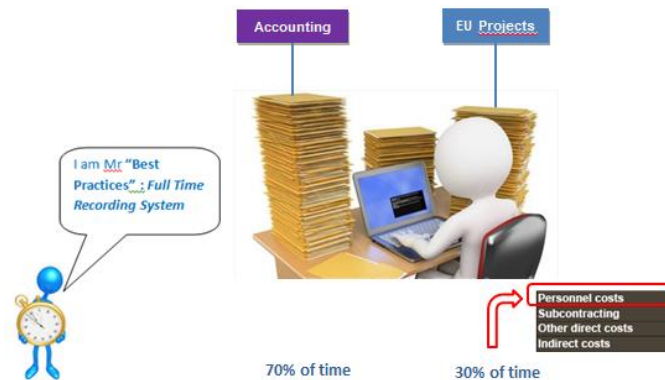 Accounting
EU Projects
I am Mr “Best
Practices” : Full Time
Recording System
Personnel costs
Subcontracting
Other direct costs
Indirect costs
70% of time
30% of time